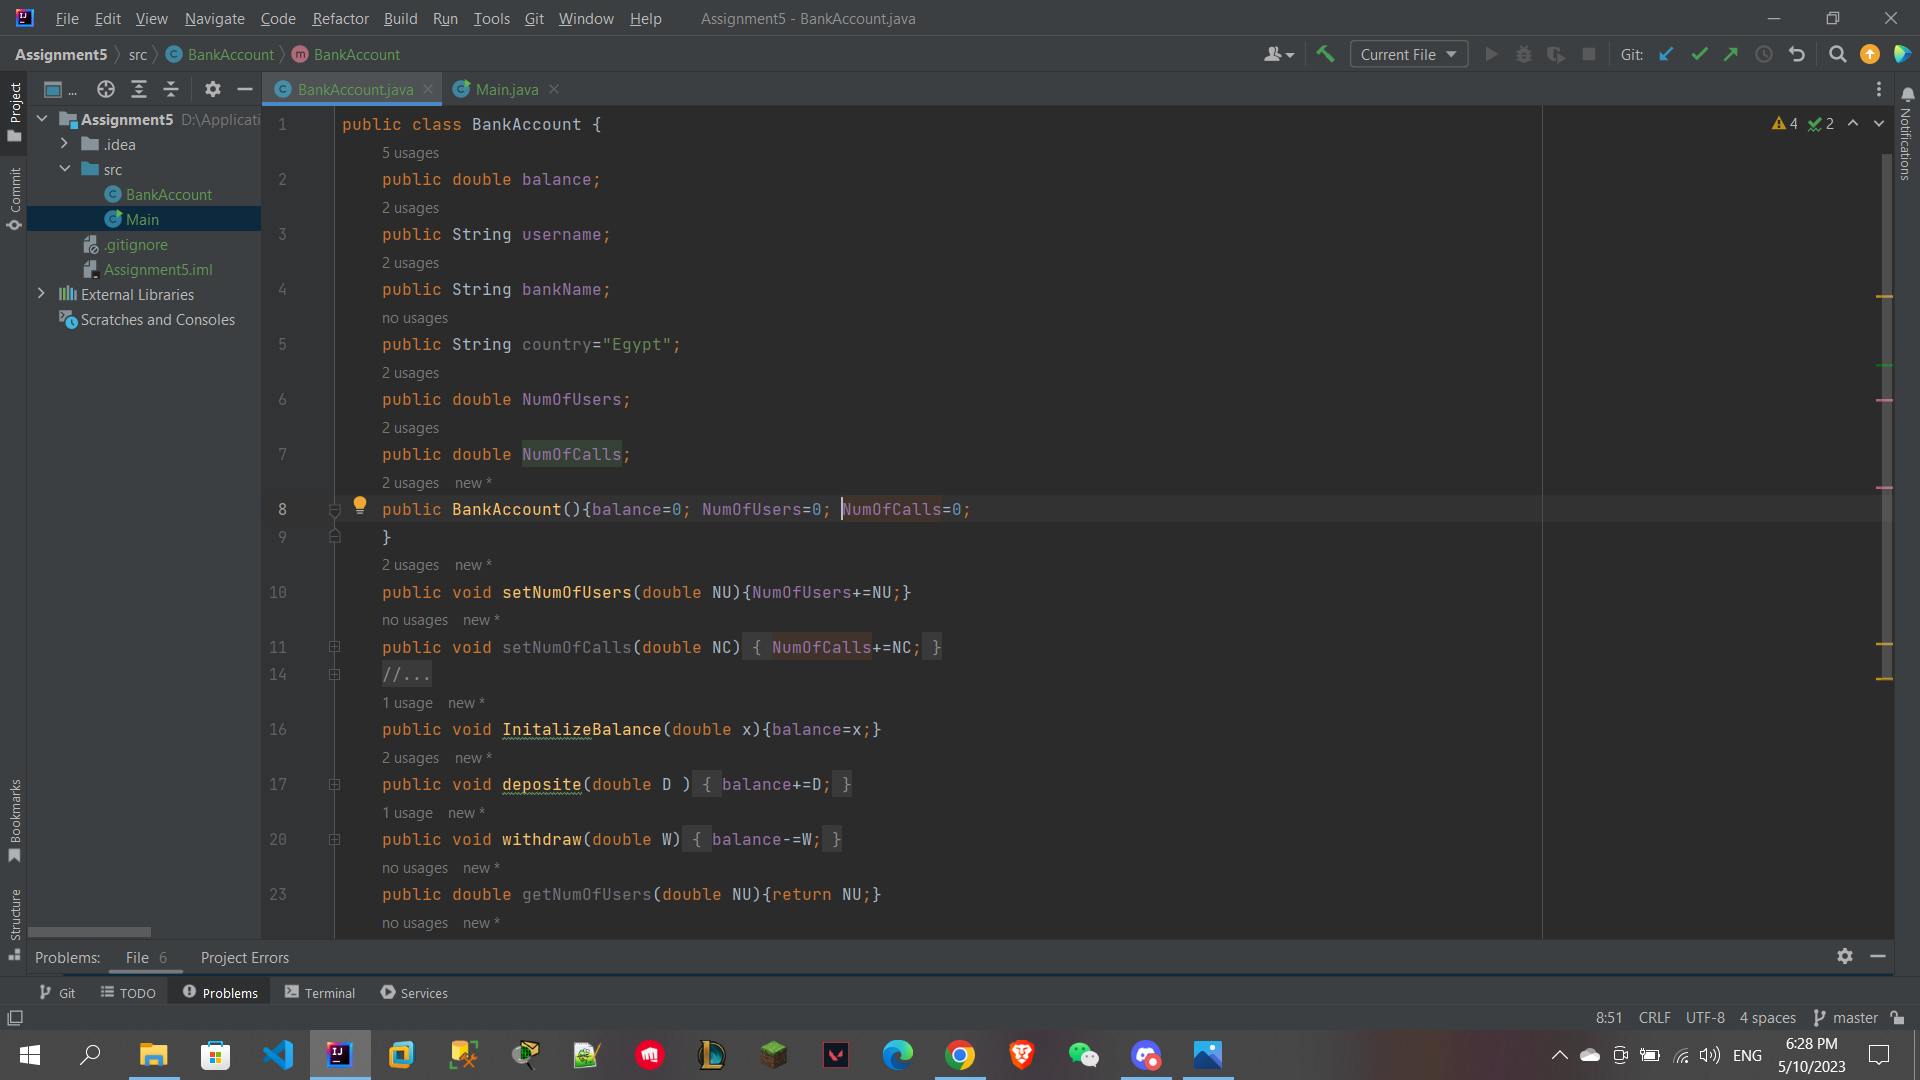 File Edit View Navigate Code Refactor Build Run Tools Git Window Help Assignment5 - BankAccount.java
Assignment5 src BankAccount BankAccount Current File Git:
Project ... BankAccount.java Main.java
Assignment5 D:\Applicati
.idea
src
BankAccount
Main
.gitignore
Assignment5.iml
External Libraries
Scratches and Consoles
Commit
Bookmarks
Structure
Notifications
4 2
1 public class BankAccount {
5 usages
2 public double balance;
2 usages
3 public String username;
2 usages
4 public String bankName;
no usages
5 public String country="Egypt";
2 usages
6 public double NumOfUsers;
2 usages
7 public double NumOfCalls;
2 usages new *
8 public BankAccount(){balance=0; NumOfUsers=0; NumOfCalls=0;
9 }
2 usages new *
10 public void setNumOfUsers(double NU){NumOfUsers+=NU;}
no usages new *
11 public void setNumOfCalls(double NC) { NumOfCalls+=NC; }
14 //...
1 usage new *
16 public void InitalizeBalance(double x){balance=x;}
2 usages new *
17 public void deposite(double D ) { balance+=D; }
1 usage new *
20 public void withdraw(double W) { balance-=W; }
no usages new *
23 public double getNumOfUsers(double NU){return NU;}
no usages new *
Problems: File 6 Project Errors
Git TODO Problems Terminal Services
8:51 CRLF UTF-8 4 spaces master
ENG 6:28 PM
5/10/2023